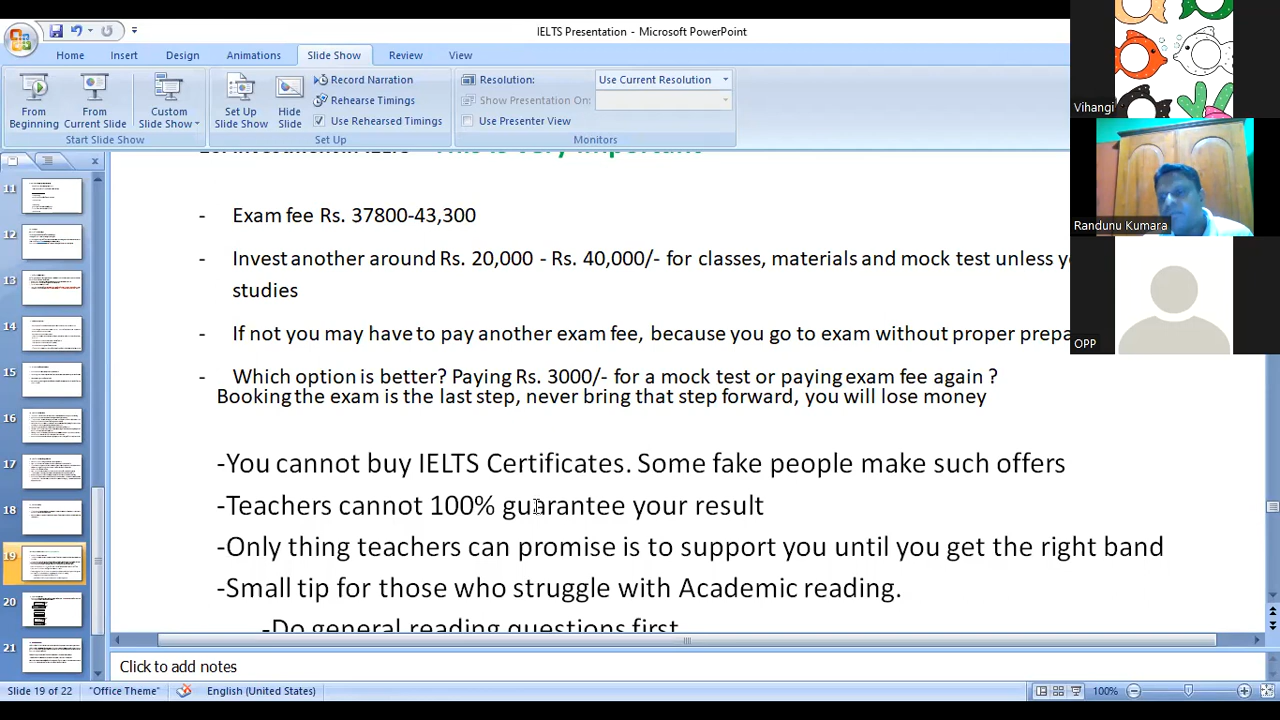 IELTS Presentation - Microsoft PowerPoint
Home Insert Design Animations Slide Show Review View
From Beginning
From Current Slide
Custom Slide Show
Set Up Slide Show
Hide Slide
Record Narration
Rehearse Timings
Use Rehearsed Timings
Resolution: Use Current Resolution
Show Presentation On:
Use Presenter View
Start Slide Show Set Up Monitors
Vihangi
Randunu Kumara
OPP
- Exam fee Rs. 37800-43,300
- Invest another around Rs. 20,000 - Rs. 40,000/- for classes, materials and mock test unless
studies
- If not you may have to pay another exam fee, because you go to exam without proper
- Which option is better? Paying Rs. 3000/- for a mock test or paying exam fee again ?
Booking the exam is the last step, never bring that step forward, you will lose money
-You cannot buy IELTS Certificates. Some fake people make such offers
-Teachers cannot 100% guarantee your result
-Only thing teachers can promise is to support you until you get the right band
-Small tip for those who struggle with Academic reading.
-Do general reading questions first
11
12
13
14
15
16
17
18
19
20
21
Click to add notes
Slide 19 of 22 "Office Theme" English (United States) 100%